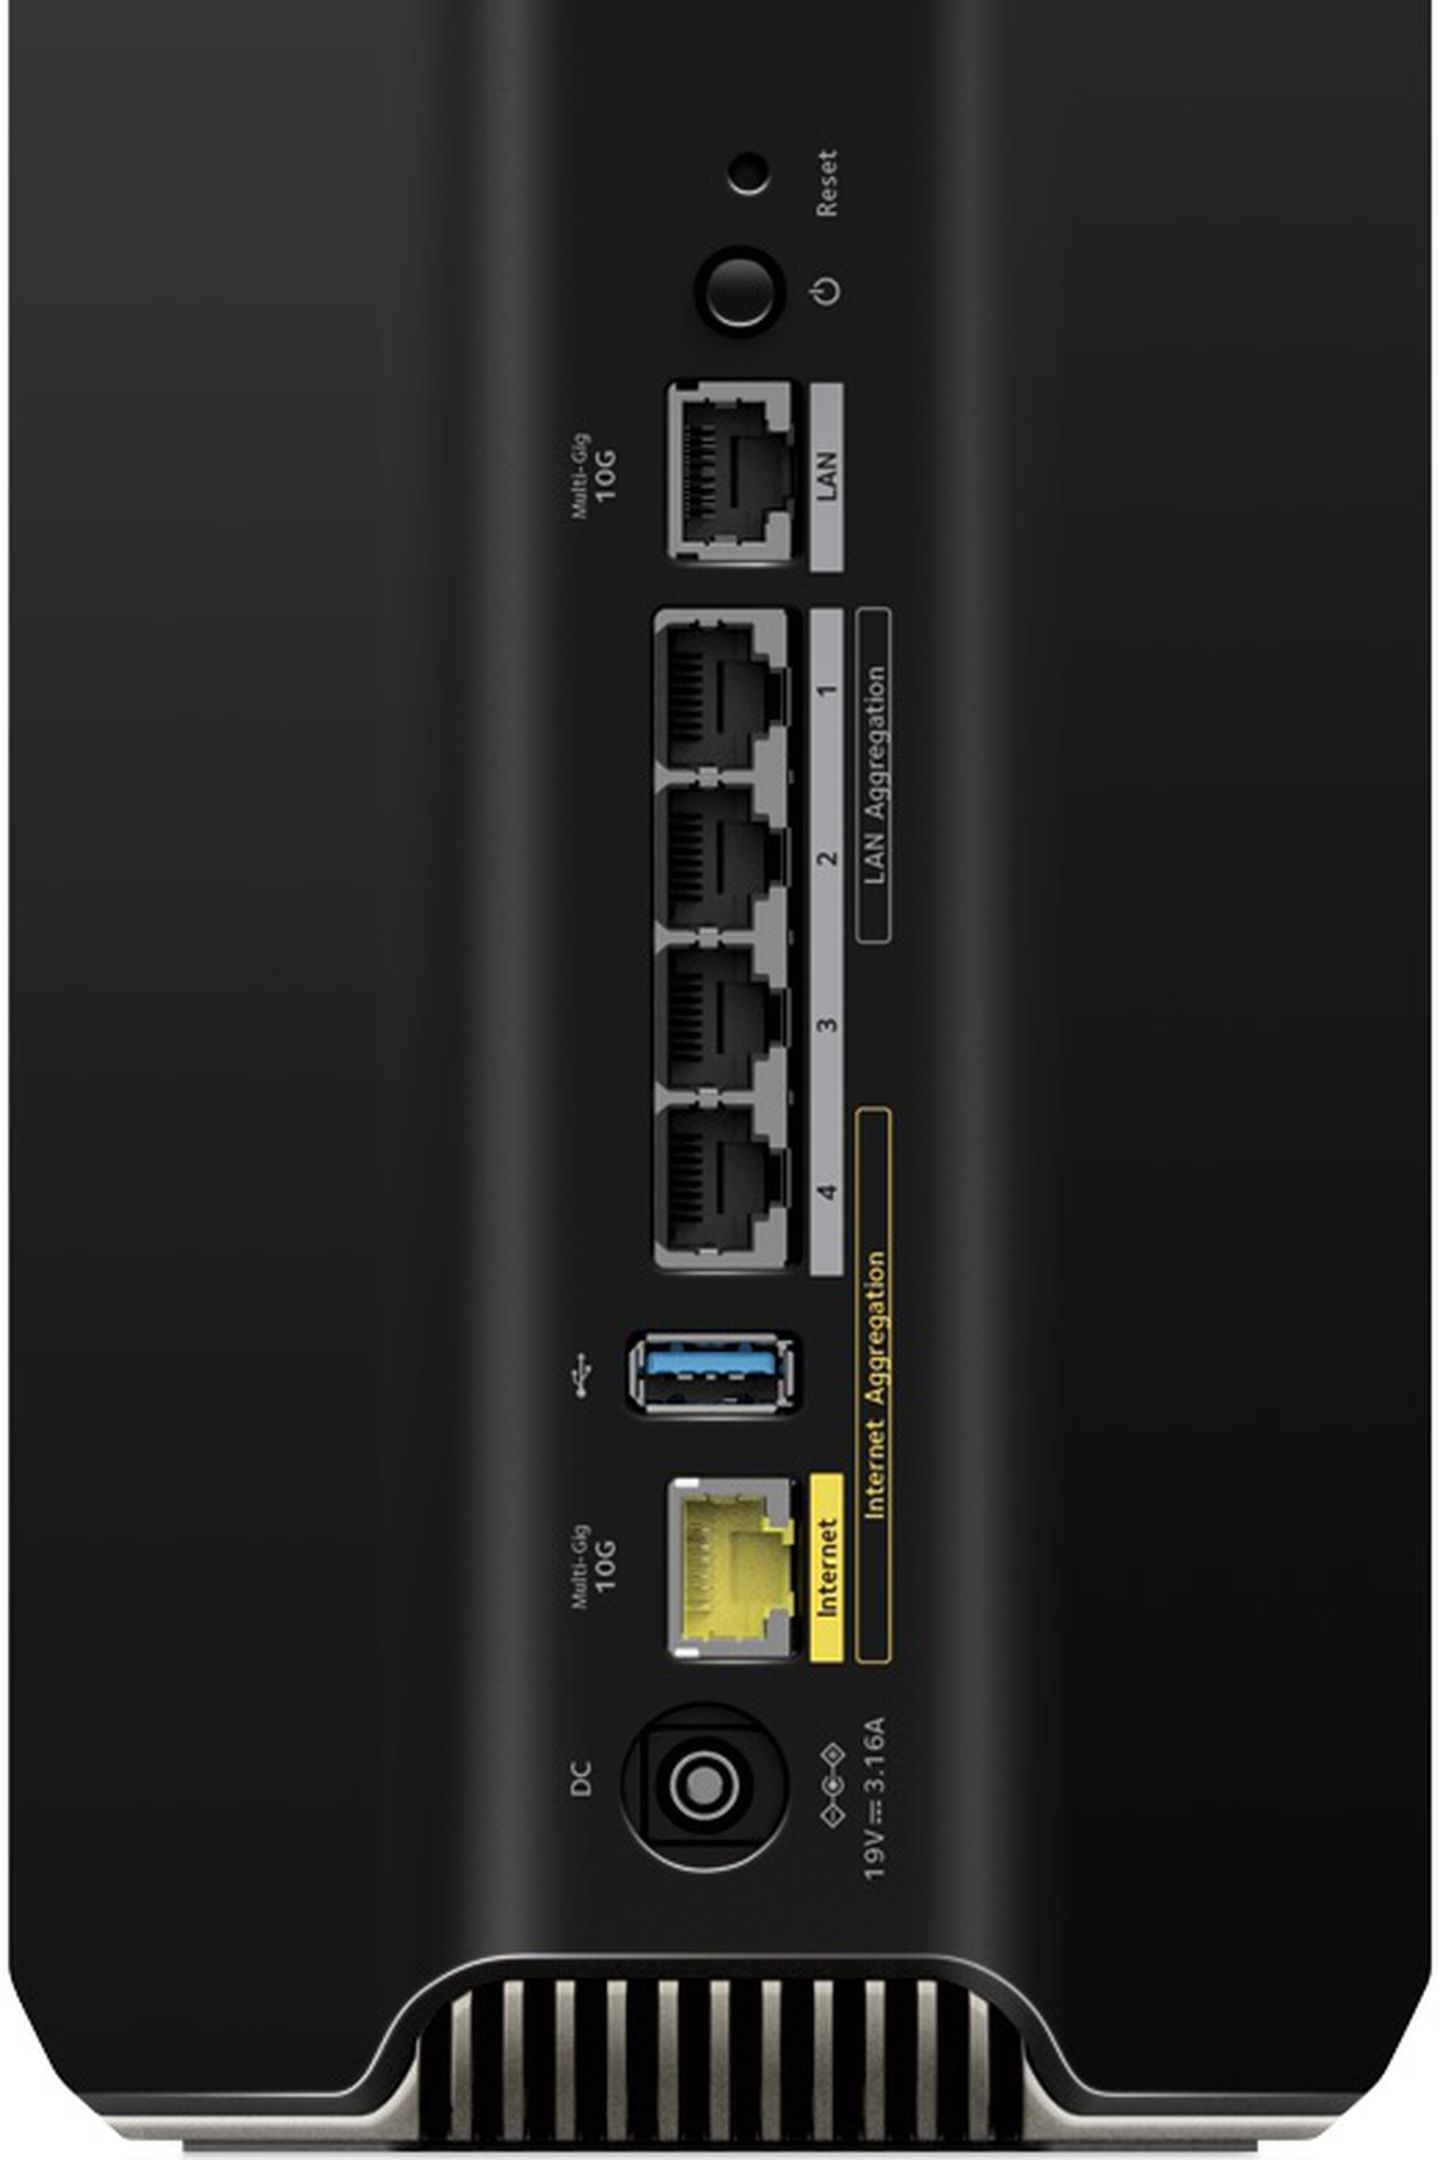 Reset
Multi-Gig
10G
LAN
1
2
3
4
LAN Aggregation
Internet Aggregation
Multi-Gig
10G
Internet
DC
19V⎓3.16A